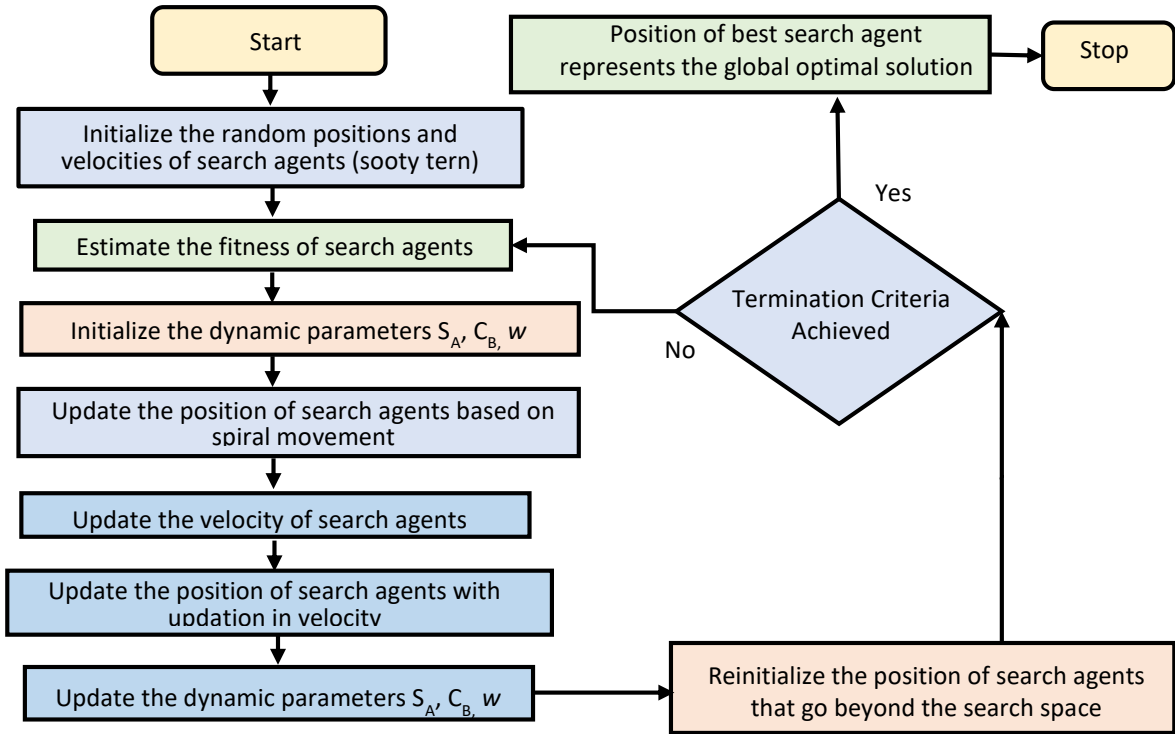 Start
Initialize the random positions and
velocities of search agents (sooty tern)
Estimate the fitness of search agents
Initialize the dynamic parameters S_A, C_B, w
Update the position of search agents based on
spiral movement
Update the velocity of search agents
Update the position of search agents with
updation in velocity
Update the dynamic parameters S_A, C_B, w
Reinitialize the position of search agents
that go beyond the search space
Termination Criteria
Achieved
No
Yes
Position of best search agent
represents the global optimal solution
Stop